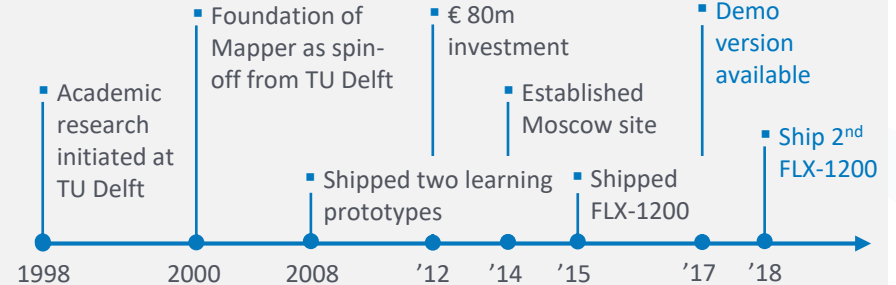 ▪ Academic
research
initiated at
TU Delft
▪ Foundation of
Mapper as spin-
off from TU Delft
▪ Shipped two learning
prototypes
▪ € 80m
investment
▪ Established
Moscow site
▪ Shipped
FLX-1200
▪ Demo
version
available
▪ Ship 2nd
FLX-1200
1998 2000 2008 ’12 ’14 ’15 ’17 ’18